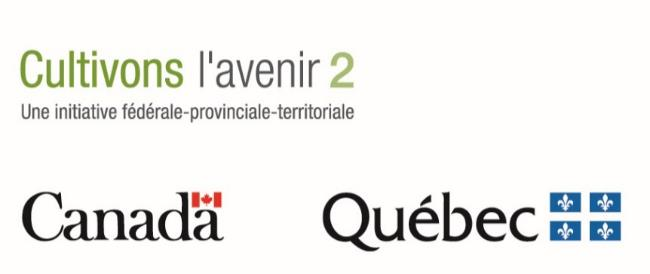 Cultivons l'avenir 2
Une initiative fédérale-provinciale-territoriale
Canada
Québec